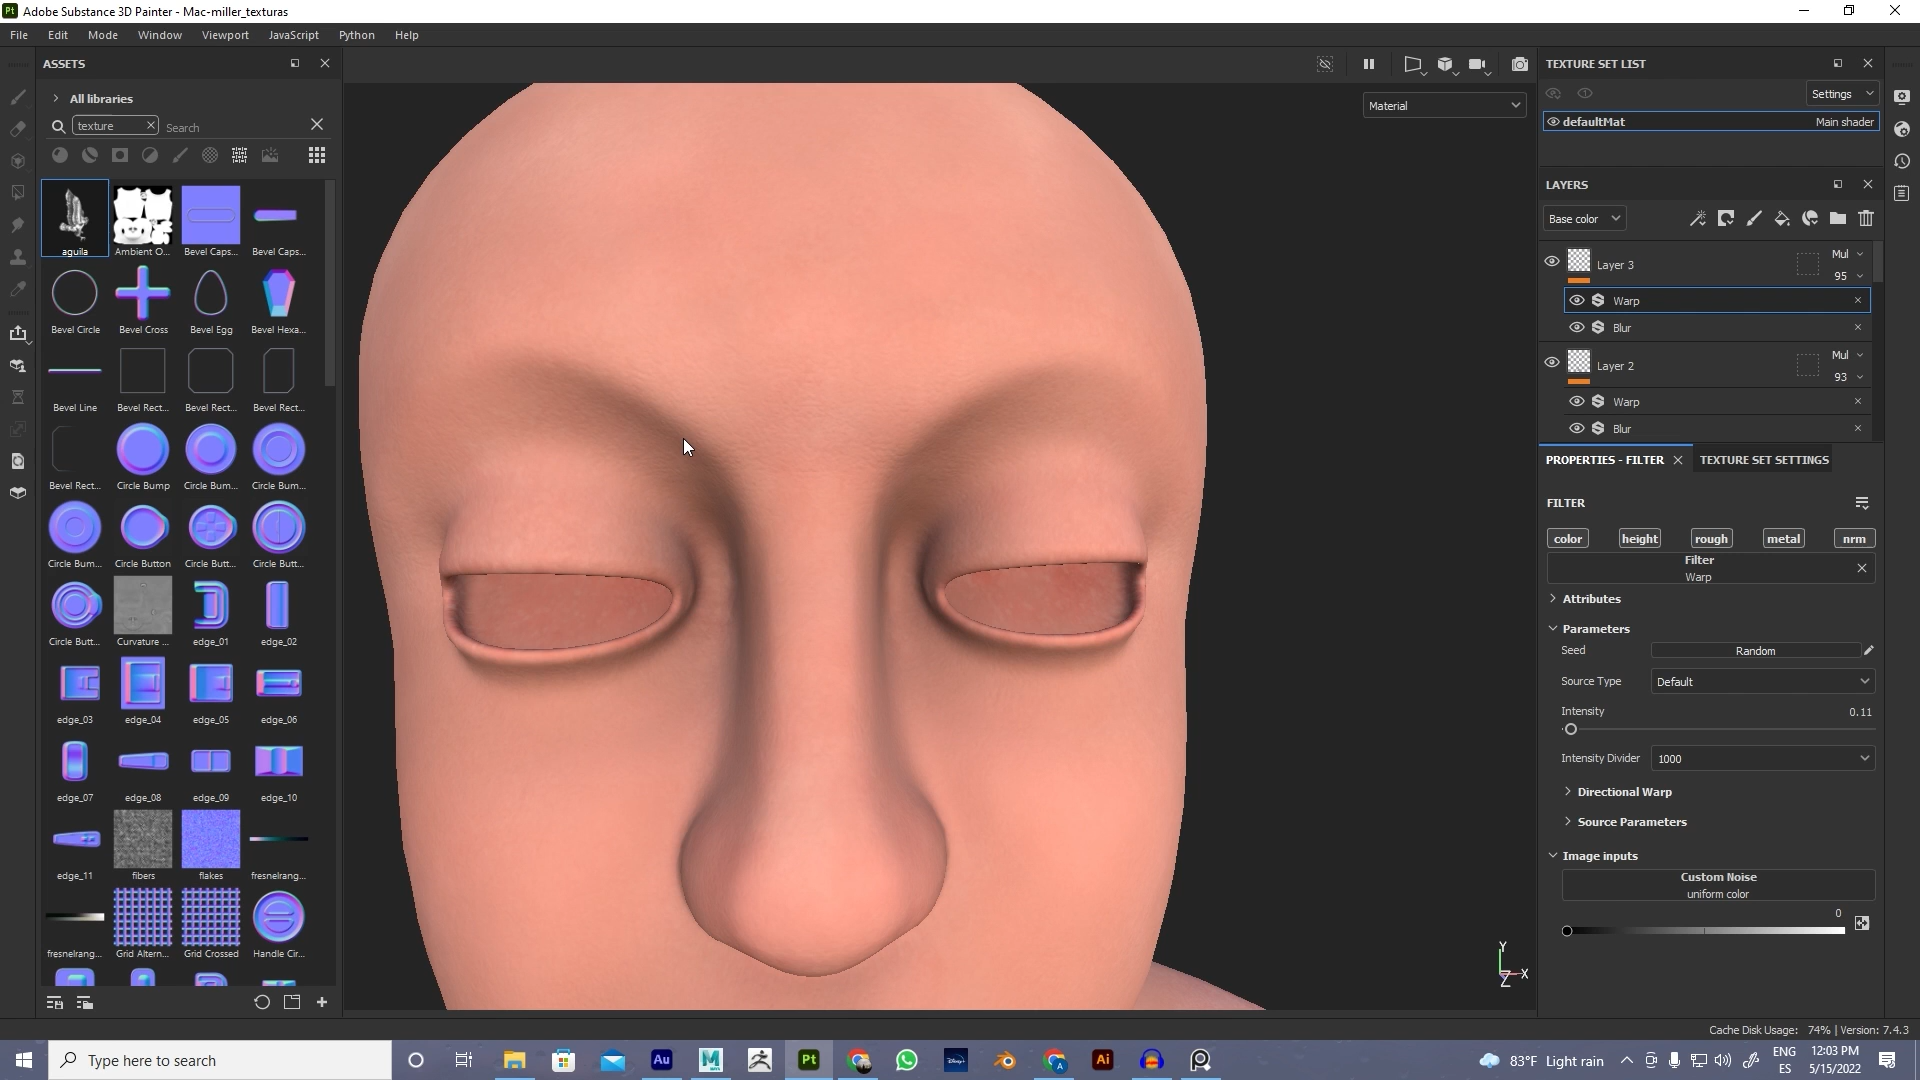 Pt Adobe Substance 3D Painter - Mac-miller_texturas
File Edit Mode Window Viewport JavaScript Python Help
ASSETS
All libraries
texture Search
aguila Ambient O... Bevel Caps... Bevel Caps...
Bevel Circle Bevel Cross Bevel Egg Bevel Hexa...
Bevel Line Bevel Rect... Bevel Rect... Bevel Rect...
Bevel Rect... Circle Bump Circle Bum... Circle Bum...
Circle Bum... Circle Button Circle Butt... Circle Butt...
Circle Butt... Curvature ... edge_01 edge_02
edge_03 edge_04 edge_05 edge_06
edge_07 edge_08 edge_09 edge_10
edge_11 fibers flakes fresnelrang...
fresnelrang... Grid Altern... Grid Crossed Handle Cir...
Material
Y
X
Z
TEXTURE SET LIST
Settings
defaultMat Main shader
LAYERS
Base color
Layer 3 Mul
95
Warp
Blur
Layer 2 Mul
93
Warp
Blur
PROPERTIES - FILTER TEXTURE SET SETTINGS
FILTER
color height rough metal nrm
Filter
Warp
Attributes
Parameters
Seed Random
Source Type Default
Intensity 0.11
Intensity Divider 1000
Directional Warp
Source Parameters
Image inputs
Custom Noise
uniform color
0
Cache Disk Usage: 74% | Version: 7.4.3
Type here to search
Au
Pt
Ai
A
83°F Light rain
ENG
ES
12:03 PM
5/15/2022